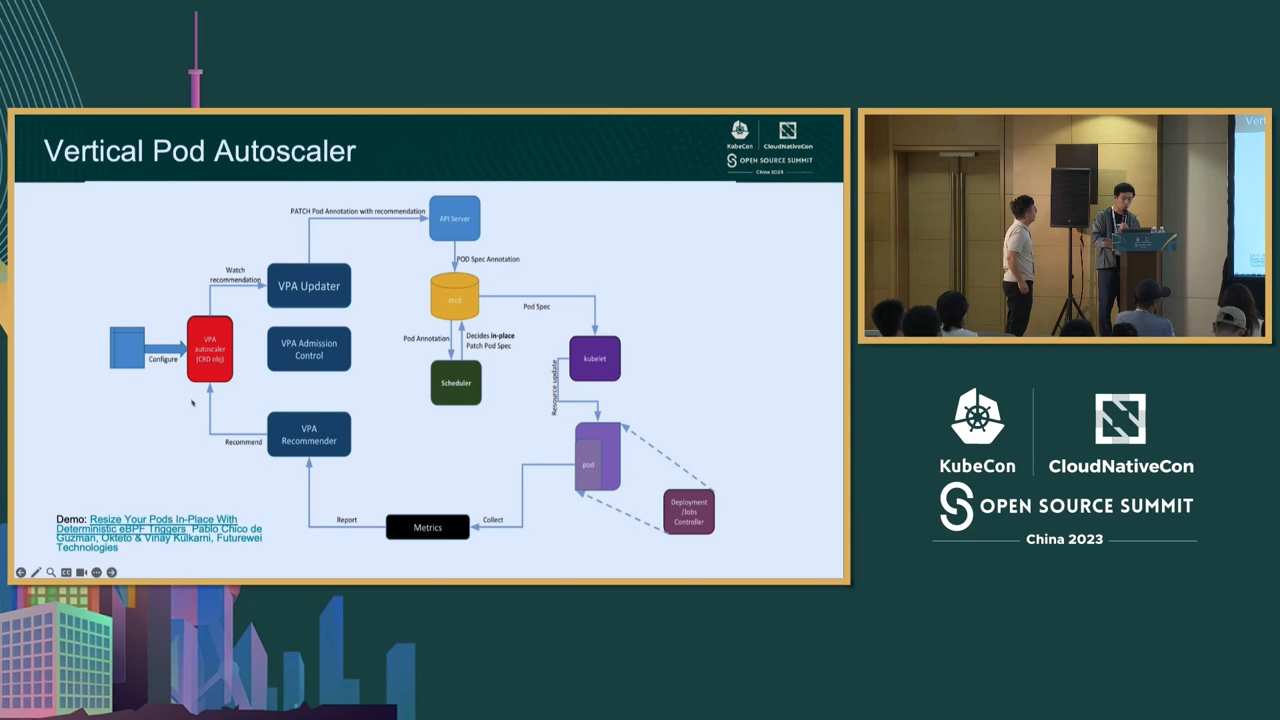 Vertical Pod Autoscaler
KubeCon
CloudNativeCon
OPEN SOURCE SUMMIT
China 2023
PATCH Pod Annotation with recommendation
API Server
Watch
recommendation
VPA Updater
POD Spec Annotation
etcd
Pod Spec
VPA
autoscaler
(CRD obj)
Configure
VPA Admission
Control
Pod Annotation
Decides in-place
Patch Pod Spec
Scheduler
kubelet
Resource update
VPA
Recommender
Recommend
pod
Deployment
/Jobs
Controller
Report
Metrics
Collect
Demo: Resize Your Pods In-Place With
Deterministic eBPF Triggers Pablo Chico de
Guzman, Okteto & Vinay Kulkarni, Futurewei
Technologies
Vert
KubeCon
CloudNativeCon
OPEN SOURCE SUMMIT
China 2023